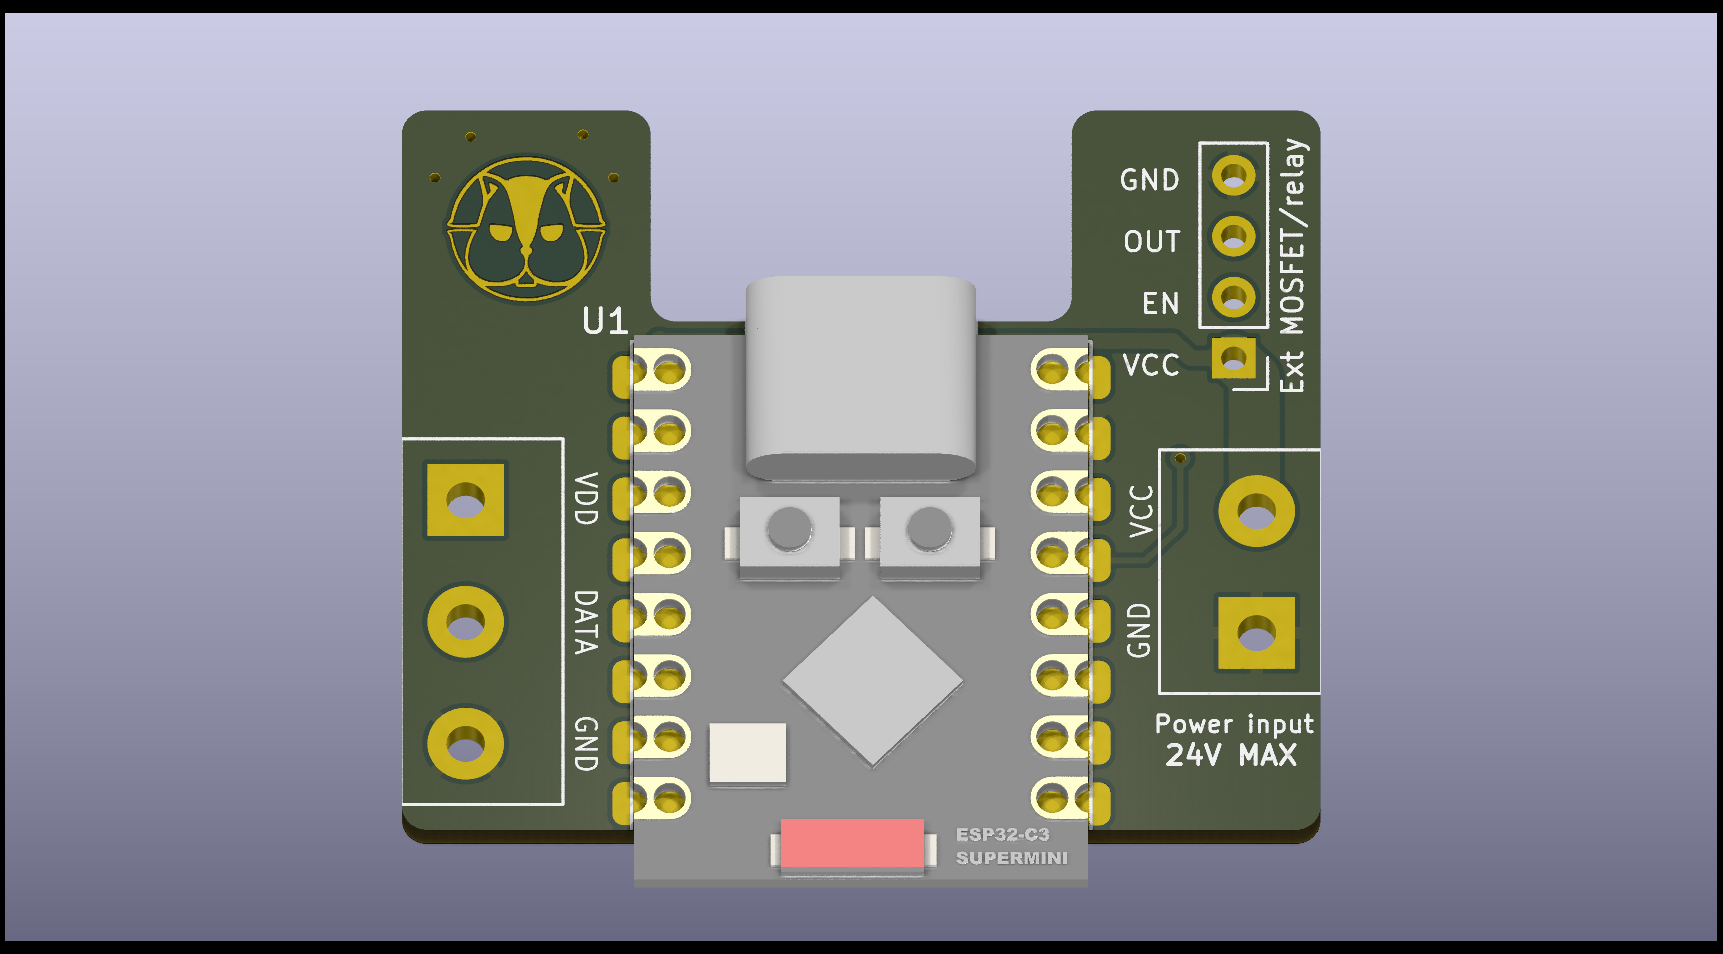 U1
GND
OUT
EN
VCC
Ext MOSFET/relay
VDD
DATA
GND
VCC
GND
Power input
24V MAX
ESP32-C3
SUPERMINI